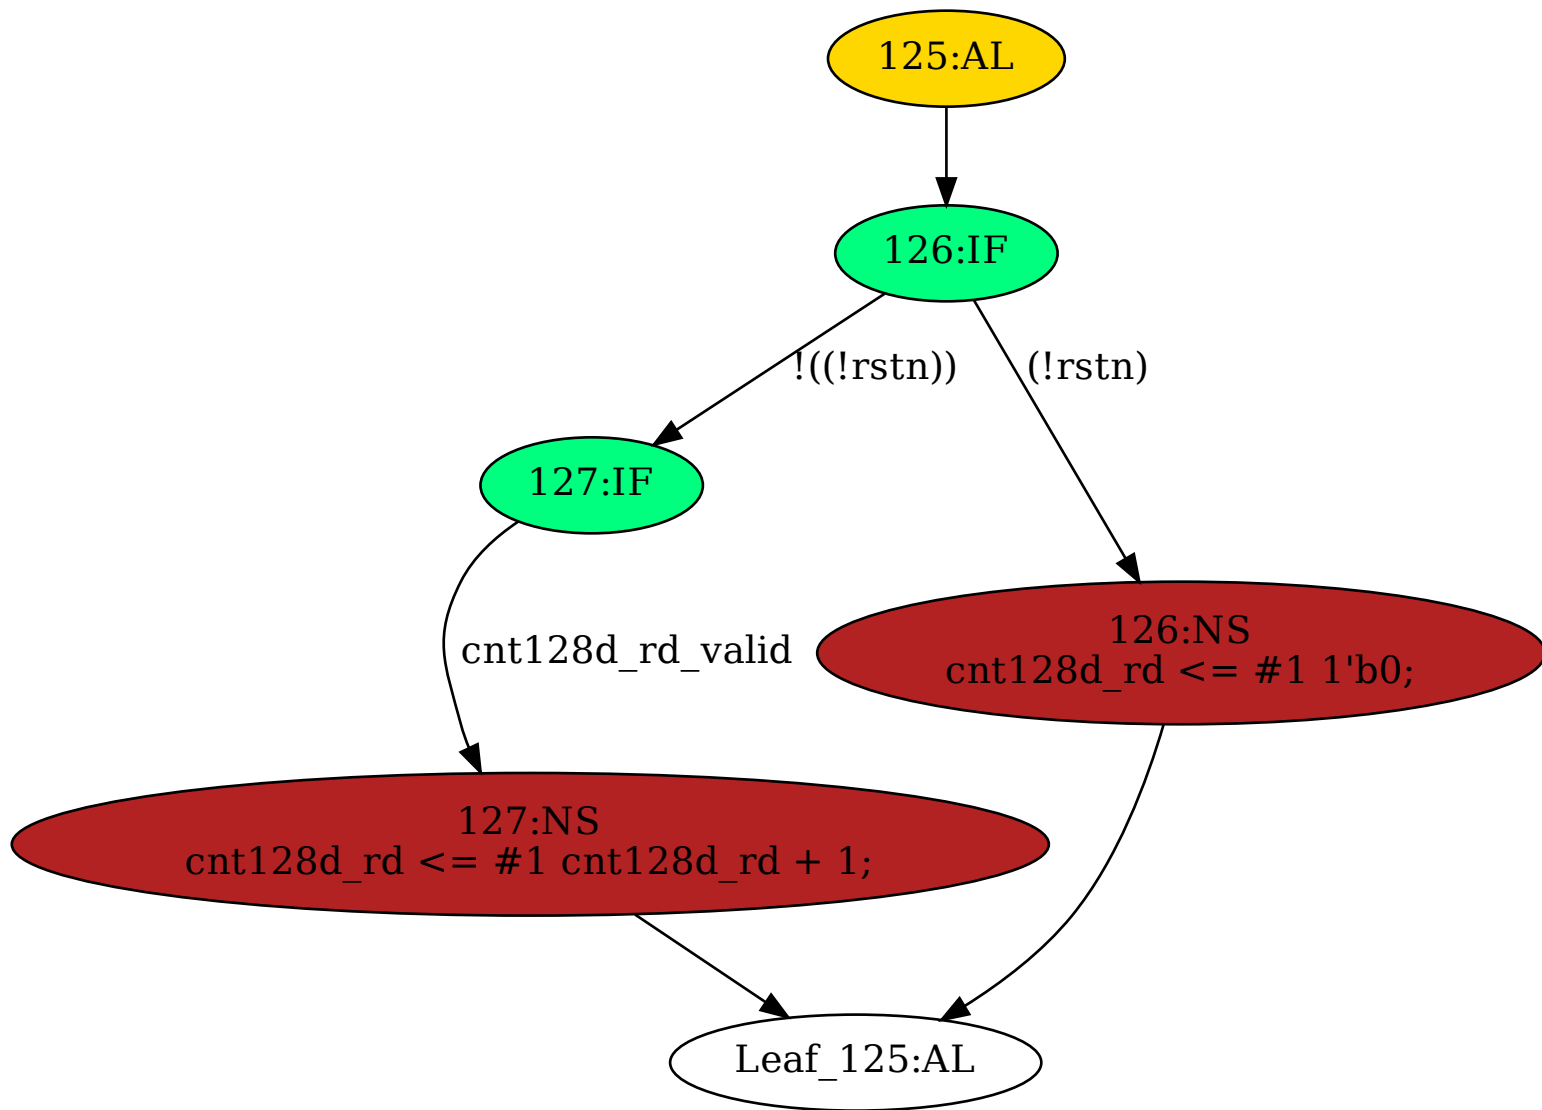 125:AL
126:IF
!((!rstn))
(!rstn)
127:IF
126:NS
cnt128d_rd <= #1 1'b0;
cnt128d_rd_valid
127:NS
cnt128d_rd <= #1 cnt128d_rd + 1;
Leaf_125:AL